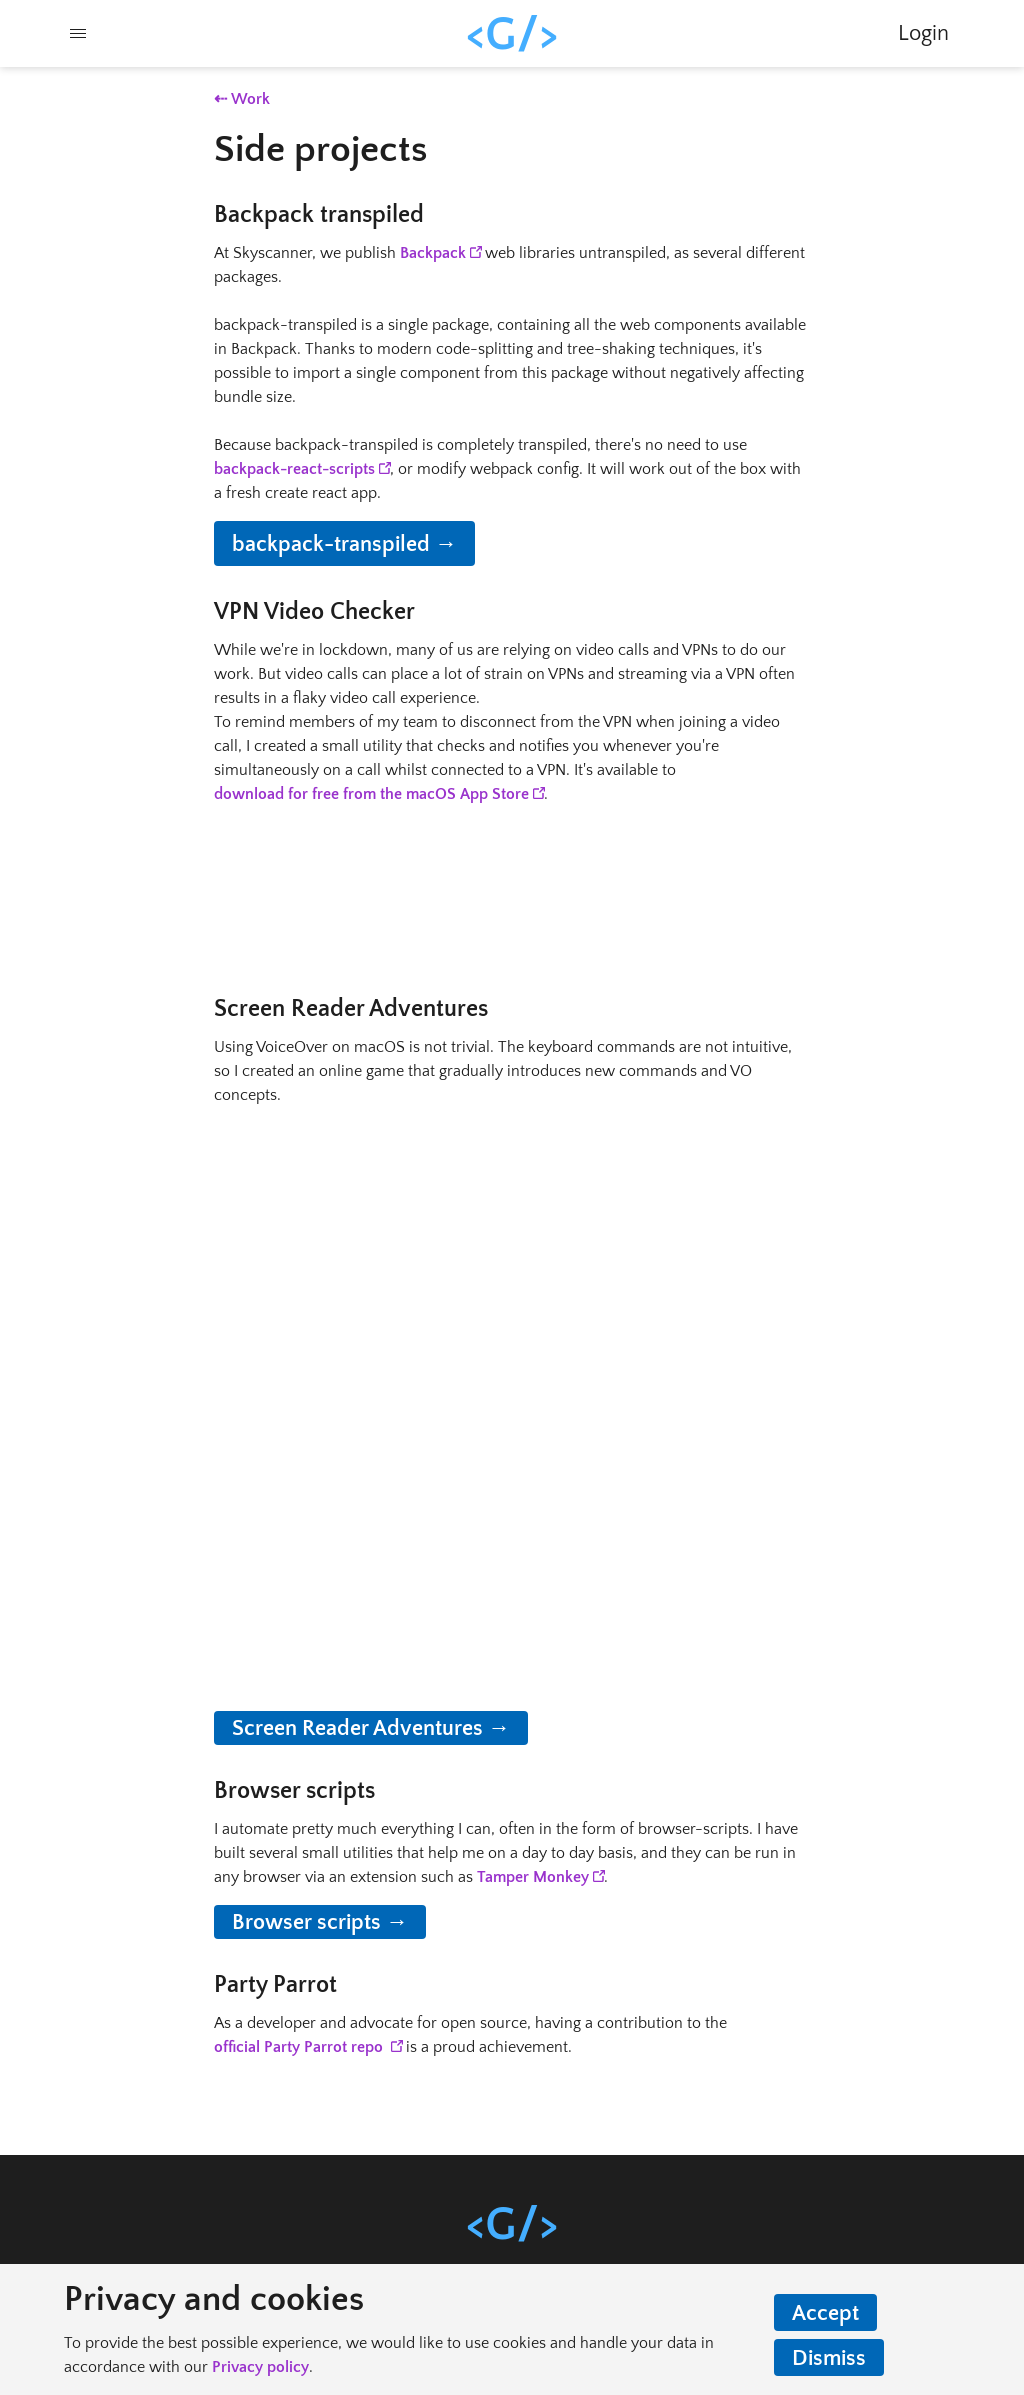 <G/>
Login
⇠ Work
Side projects
Backpack transpiled
At Skyscanner, we publish Backpack web libraries untranspiled, as several different
packages.
backpack-transpiled is a single package, containing all the web components available
in Backpack. Thanks to modern code-splitting and tree-shaking techniques, it's
possible to import a single component from this package without negatively affecting
bundle size.
Because backpack-transpiled is completely transpiled, there's no need to use
backpack-react-scripts, or modify webpack config. It will work out of the box with
a fresh create react app.
backpack-transpiled →
VPN Video Checker
While we're in lockdown, many of us are relying on video calls and VPNs to do our
work. But video calls can place a lot of strain on VPNs and streaming via a VPN often
results in a flaky video call experience.
To remind members of my team to disconnect from the VPN when joining a video
call, I created a small utility that checks and notifies you whenever you're
simultaneously on a call whilst connected to a VPN. It's available to
download for free from the macOS App Store.
Screen Reader Adventures
Using VoiceOver on macOS is not trivial. The keyboard commands are not intuitive,
so I created an online game that gradually introduces new commands and VO
concepts.
Screen Reader Adventures →
Browser scripts
I automate pretty much everything I can, often in the form of browser-scripts. I have
built several small utilities that help me on a day to day basis, and they can be run in
any browser via an extension such as Tamper Monkey.
Browser scripts →
Party Parrot
As a developer and advocate for open source, having a contribution to the
official Party Parrot repo is a proud achievement.
<G/>
Privacy and cookies
To provide the best possible experience, we would like to use cookies and handle your data in
accordance with our Privacy policy.
Accept
Dismiss